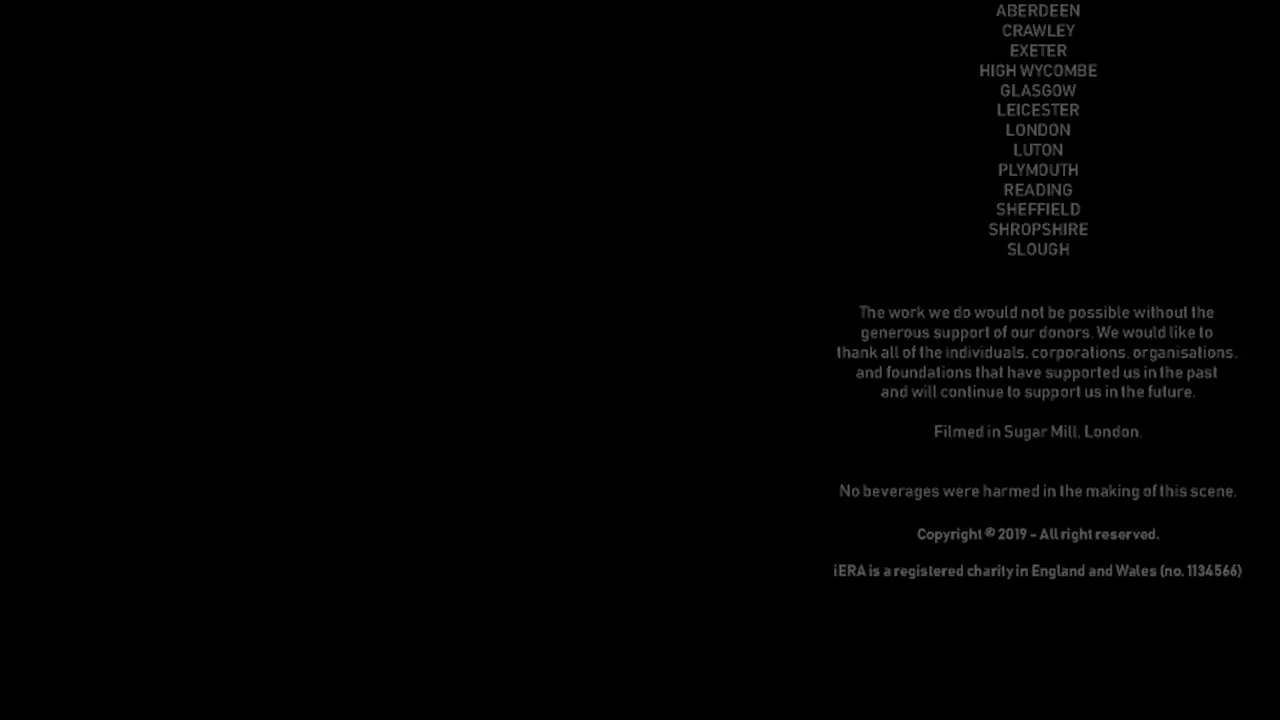 ABERDEEN
CRAWLEY
EXETER
HIGH WYCOMBE
GLASGOW
LEICESTER
LONDON
LUTON
PLYMOUTH
READING
SHEFFIELD
SHROPSHIRE
SLOUGH
The work we do would not be possible without the
generous support of our donors. We would like to
thank all of the individuals, corporations, organisations,
and foundations that have supported us in the past
and will continue to support us in the future.
Filmed in Sugar Mill, London.
No beverages were harmed in the making of this scene.
Copyright © 2019 - All right reserved.
iERA is a registered charity in England and Wales (no. 1134566)